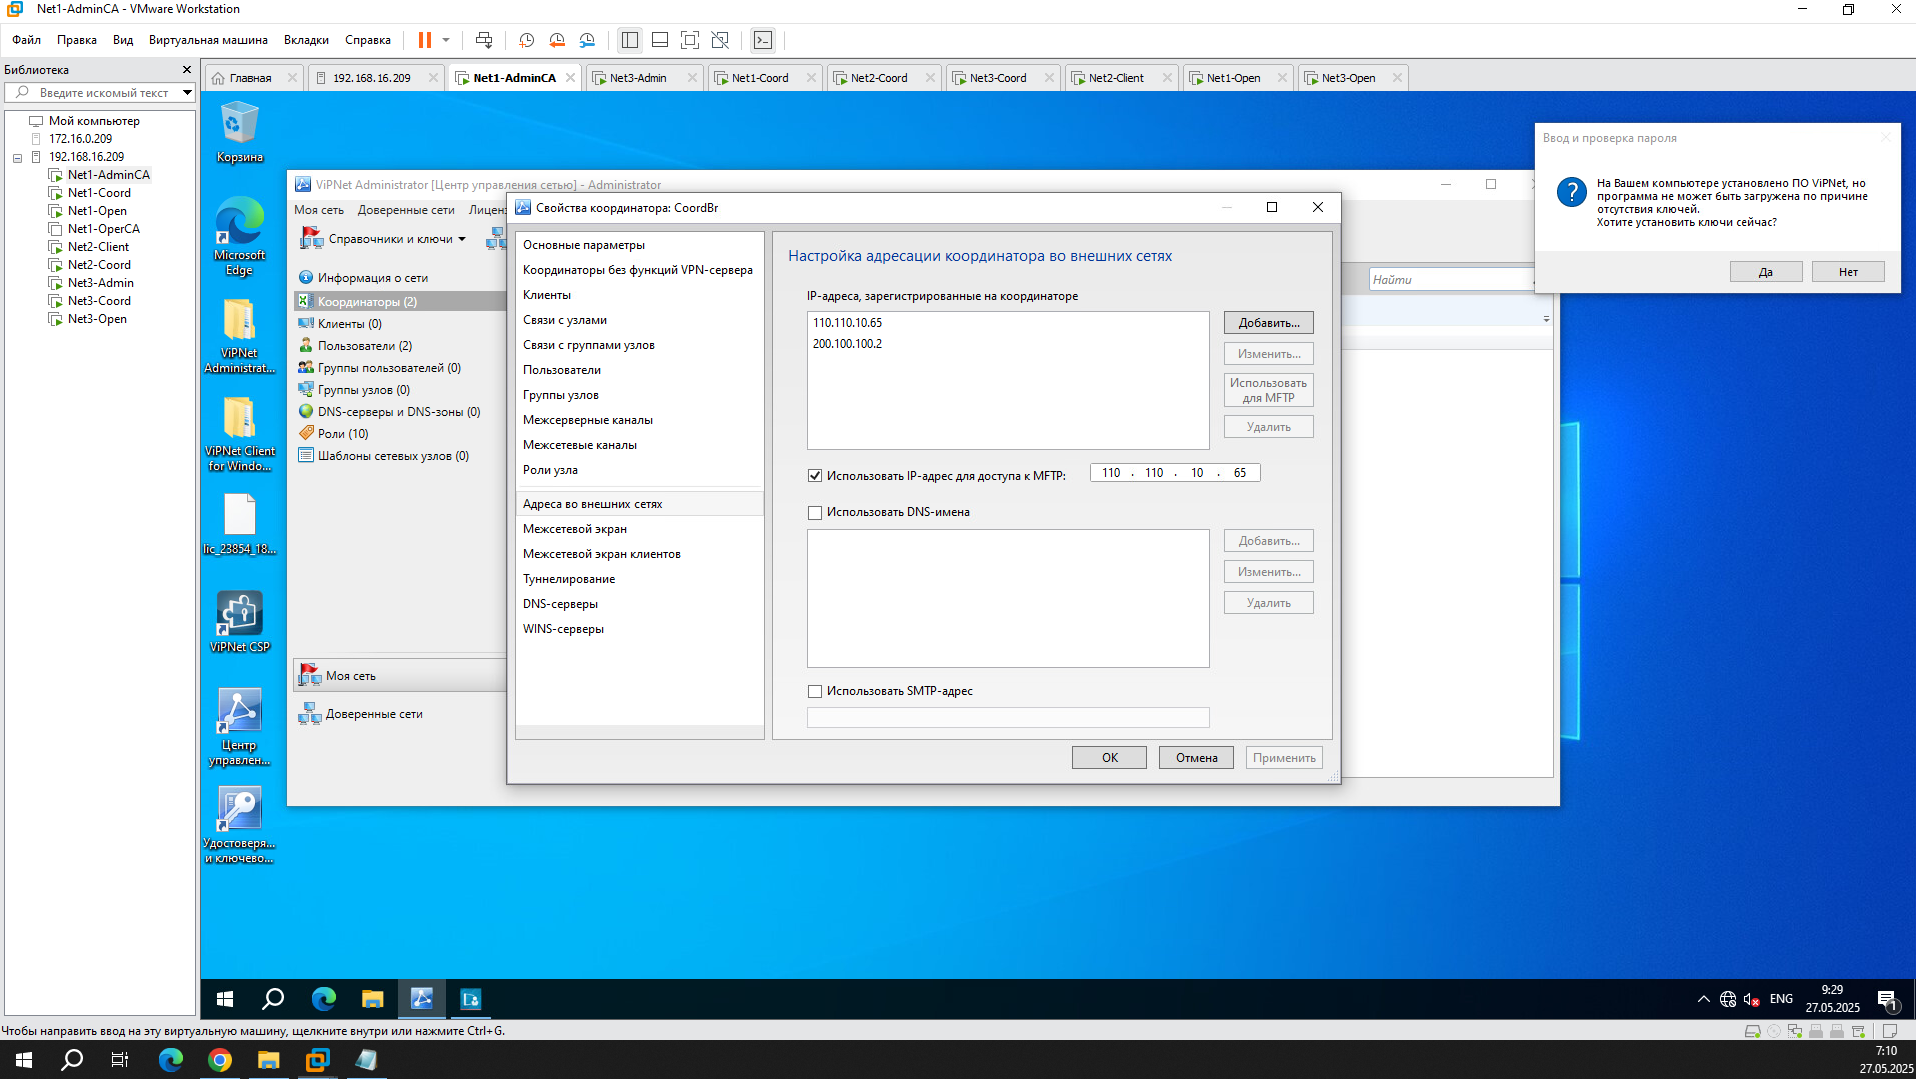 Net1-AdminCA - VMware Workstation
Файл Правка Вид Виртуальная машина Вкладки Справка
Библиотека
Введите искомый текст
Мой компьютер
172.16.0.209
192.168.16.209
Net1-AdminCA
Net1-Coord
Net1-Open
Net1-OperCA
Net2-Client
Net2-Coord
Net3-Admin
Net3-Coord
Net3-Open
Главная 192.168.16.209 Net1-AdminCA Net3-Admin Net1-Coord Net2-Coord Net3-Coord Net2-Client Net1-Open Net3-Open
Корзина
Microsoft
Edge
ViPNet
Administrat...
ViPNet Client
for Windo...
lic_23854_18...
ViPNet CSP
Центр
управлен...
Удостоверя...
и ключево...
ViPNet Administrator [Центр управления сетью] - Administrator
Моя сеть Доверенные сети Лиценз
Справочники и ключи
Информация о сети
Координаторы (2)
Клиенты (0)
Пользователи (2)
Группы пользователей (0)
Группы узлов (0)
DNS-серверы и DNS-зоны (0)
Роли (10)
Шаблоны сетевых узлов (0)
Моя сеть
Доверенные сети
Найти
Свойства координатора: CoordBr
Основные параметры
Координаторы без функций VPN-сервера
Клиенты
Связи с узлами
Связи с группами узлов
Пользователи
Группы узлов
Межсерверные каналы
Межсетевые каналы
Роли узла
Адреса во внешних сетях
Межсетевой экран
Межсетевой экран клиентов
Туннелирование
DNS-серверы
WINS-серверы
Настройка адресации координатора во внешних сетях
IP-адреса, зарегистрированные на координаторе
110.110.10.65
200.100.100.2
Добавить...
Изменить...
Использовать
для MFTP
Удалить
Использовать IP-адрес для доступа к MFTP: 110 . 110 . 10 . 65
Использовать DNS-имена
Добавить...
Изменить...
Удалить
Использовать SMTP-адрес
OK Отмена Применить
Ввод и проверка пароля
На Вашем компьютере установлено ПО ViPNet, но
программа не может быть загружена по причине
отсутствия ключей.
Хотите установить ключи сейчас?
Да Нет
ENG
9:29
27.05.2025
1
Чтобы направить ввод на эту виртуальную машину, щелкните внутри или нажмите Ctrl+G.
7:10
27.05.2025